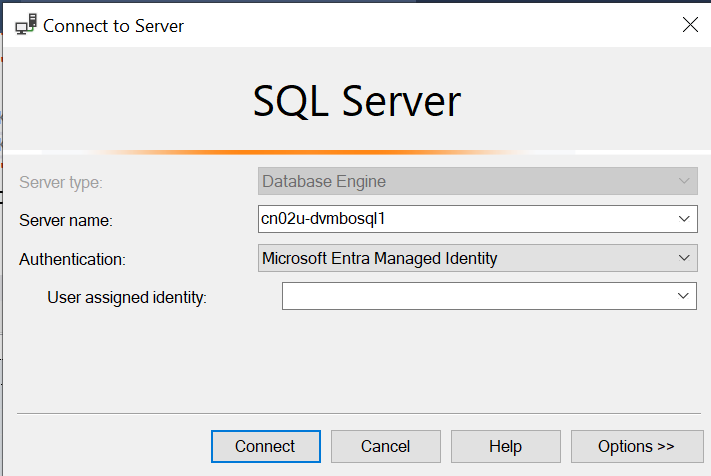 Connect to Server
SQL Server
Server type: Database Engine
Server name: cn02u-dvmbosql1
Authentication: Microsoft Entra Managed Identity
User assigned identity:
Connect Cancel Help Options >>